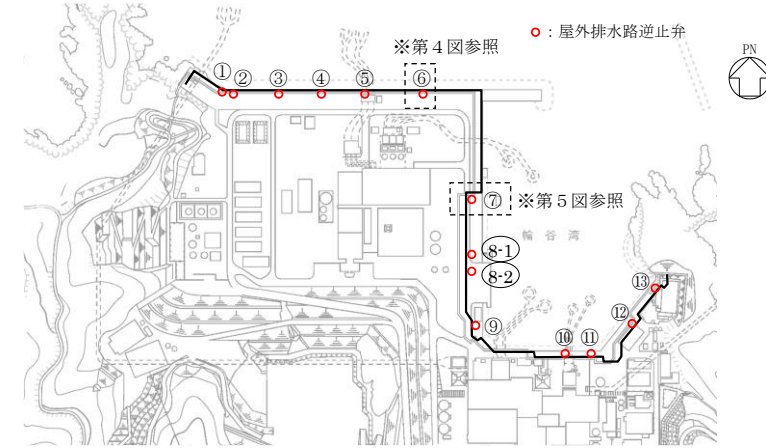 ※第4図参照
：屋外排水路逆止弁
PN
①
②
③
④
⑤
⑥
⑦
※第5図参照
輪谷湾
8-1
8-2
⑨
⑩
⑪
⑫
⑬